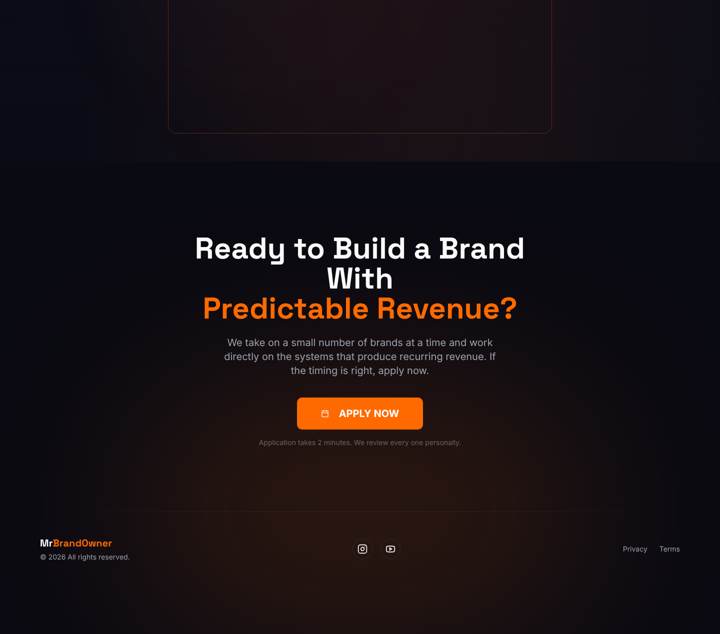 Ready to Build a Brand
With
Predictable Revenue?
We take on a small number of brands at a time and work
directly on the systems that produce recurring revenue. If
the timing is right, apply now.
APPLY NOW
Application takes 2 minutes. We review every one personally.
MrBrandOwner
© 2026 All rights reserved.
Privacy Terms